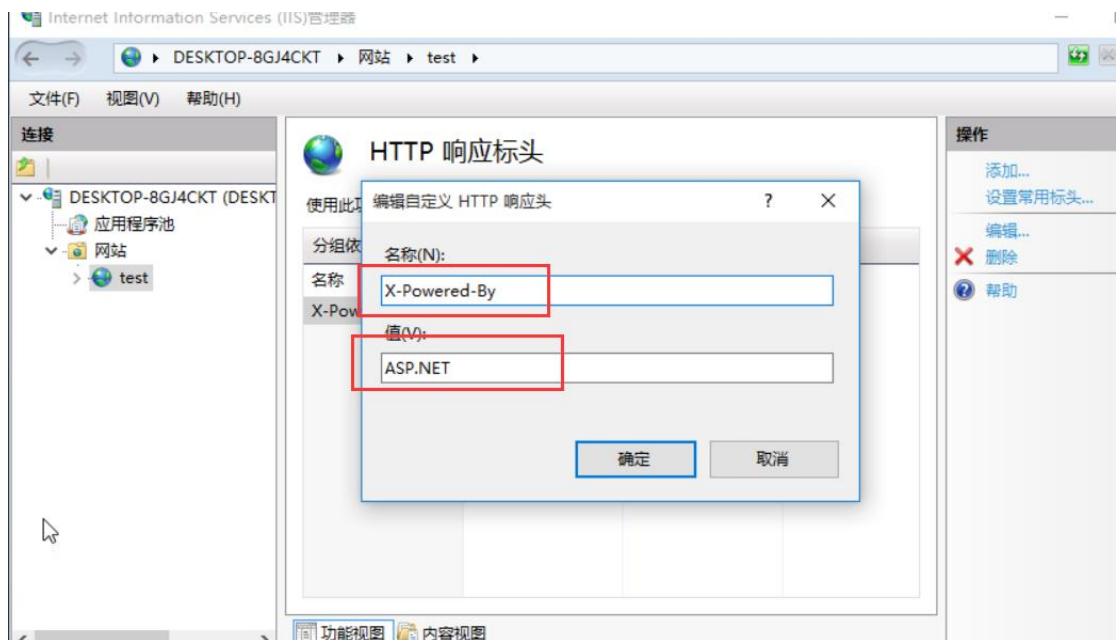 Internet Information Services (IIS)管理器
DESKTOP-8GJ4CKT 网站 test
文件(F) 视图(V) 帮助(H)
连接
DESKTOP-8GJ4CKT (DESKT
应用程序池
网站
test
HTTP 响应标头
使用此
分组依
名称
X-Pow
编辑自定义 HTTP 响应头
?
名称(N):
X-Powered-By
值(V):
ASP.NET
确定 取消
功能视图 内容视图
操作
添加...
设置常用标头...
编辑...
删除
帮助